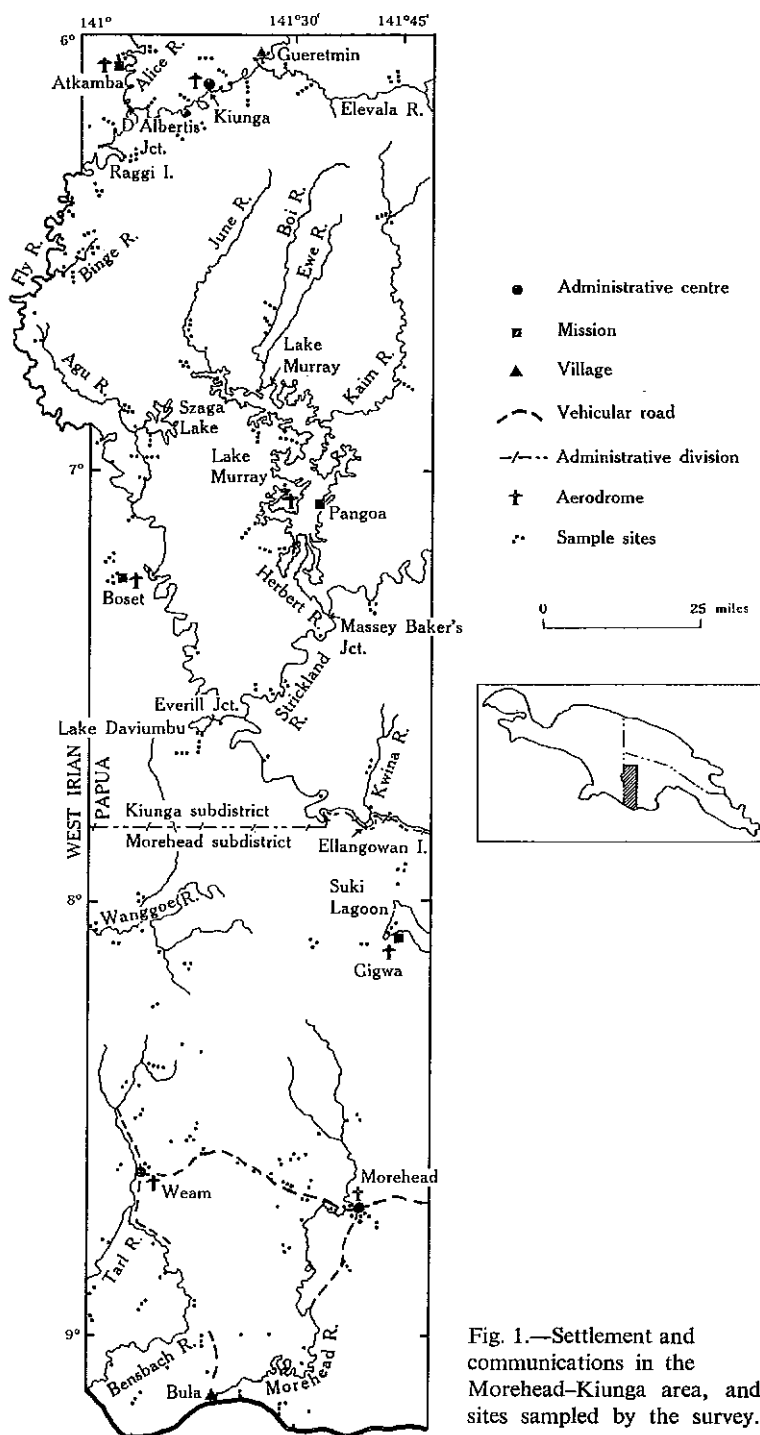 141° 141°30′ 141°45′
6°
Gueretmin
Alice R.
Atkamba
Kiunga
Elevala R.
D'Albertis
Jct.
Raggi I.
June R.
Boi R.
Ewe R.
Fly R.
Binge R.
Lake
Murray
Kaim R.
Agu R.
Szaga
Lake
Lake
Murray
7°
Pangoa
Boset
Herbert R.
Massey Baker's
Jct.
Strickland
R.
Everill Jct.
Lake Daviumbu
Kwina R.
WEST IRIAN
PAPUA
Kiunga subdistrict
Morehead subdistrict
Ellangowan I.
Suki
Lagoon
8°
Wanggoe R.
Gigwa
Morehead
Weam
Tarl R.
9°
Bensbach R.
Morehead R.
Bula
Administrative centre
Mission
Village
Vehicular road
Administrative division
Aerodrome
Sample sites
0 25 miles
Fig. 1.—Settlement and
communications in the
Morehead–Kiunga area, and
sites sampled by the survey.